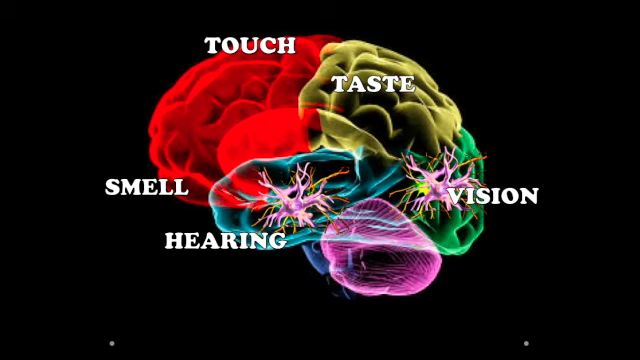 TOUCH
TASTE
SMELL
VISION
HEARING